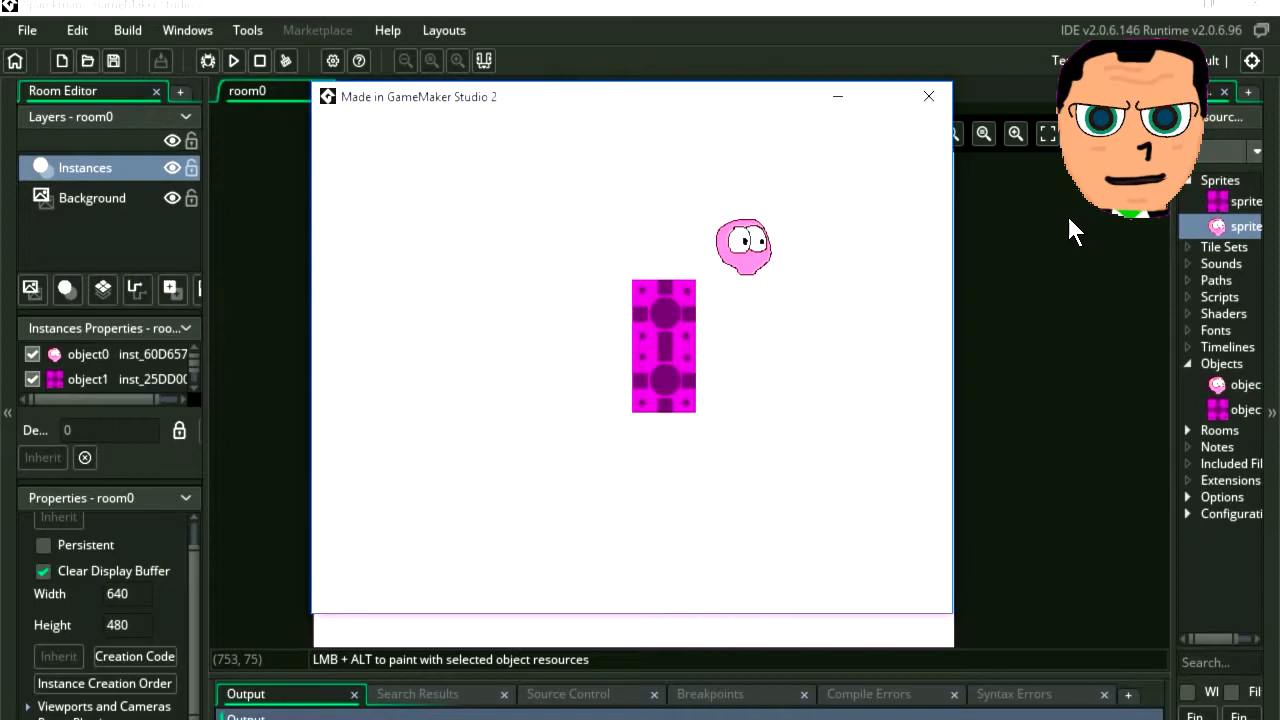 File Edit Build Windows Tools Marketplace Help Layouts IDE v2.0.6.146 Runtime v2.0.6.96
Room Editor
room0
Made in GameMaker Studio 2
Layers - room0
Instances
Background
Instances Properties - roo...
object0 inst_60D657
object1 inst_25DD00
De... 0
Inherit
Properties - room0
Inherit
Persistent
Clear Display Buffer
Width 640
Height 480
Inherit Creation Code
Instance Creation Order
Viewports and Cameras
(753, 75) LMB + ALT to paint with selected object resources
Output Search Results Source Control Breakpoints Compile Errors Syntax Errors
Output
Sprites
sprite
sprite
Tile Sets
Sounds
Paths
Scripts
Shaders
Fonts
Timelines
Objects
objec
objec
Rooms
Notes
Included Fil
Extensions
Options
Configurati
Search...
Wl Fil
Fin Fin